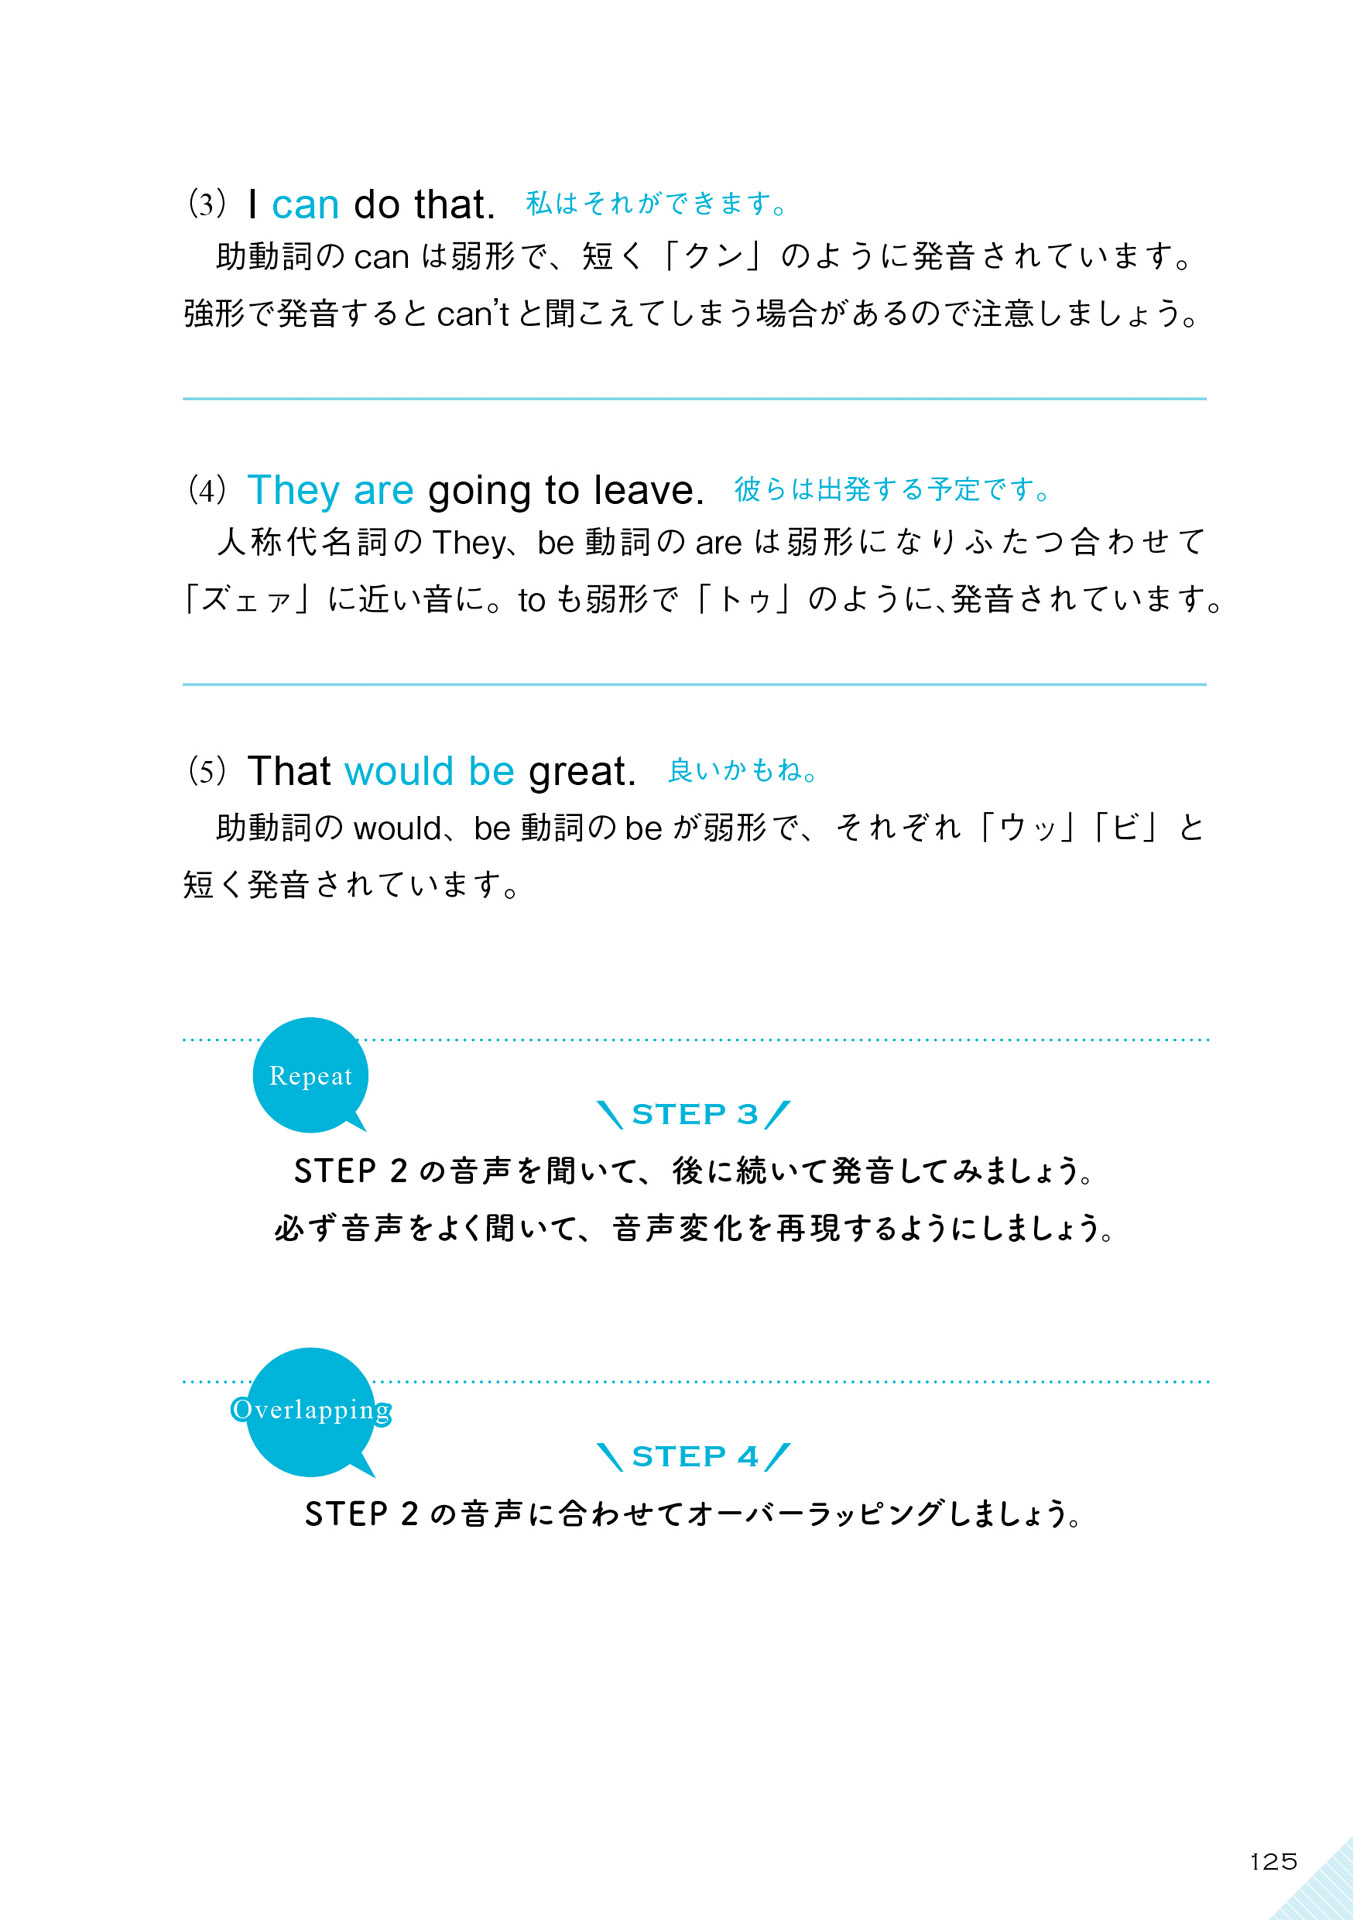 (3) I can do that. 私はそれができます。
助動詞の can は弱形で、短く「クン」のように発音されています。
強形で発音すると can't と聞こえてしまう場合があるので注意しましょう。
(4) They are going to leave. 彼らは出発する予定です。
人称代名詞の They、be 動詞の are は弱形になりふたつ合わせて
「ズェァ」に近い音に。to も弱形で「トゥ」のように、発音されています。
(5) That would be great. 良いかもね。
助動詞の would、be 動詞の be が弱形で、それぞれ「ウッ」「ビ」と
短く発音されています。
Repeat
\ STEP 3 /
STEP 2 の音声を聞いて、後に続いて発音してみましょう。
必ず音声をよく聞いて、音声変化を再現するようにしましょう。
Overlapping
\ STEP 4 /
STEP 2 の音声に合わせてオーバーラッピングしましょう。
125